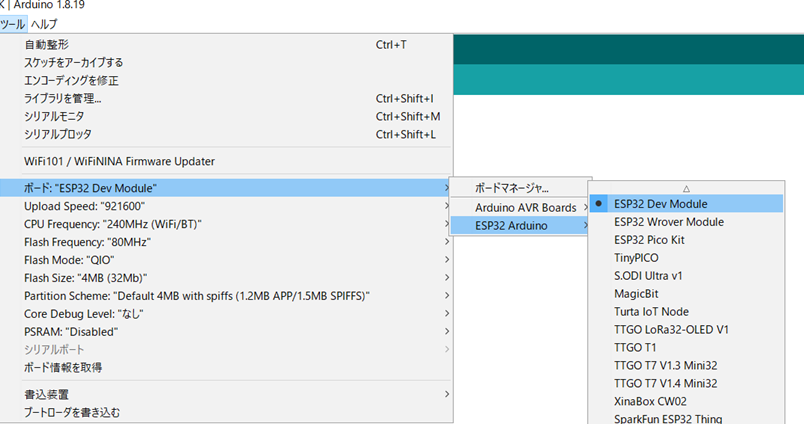 K | Arduino 1.8.19
ツール ヘルプ
自動整形 Ctrl+T
スケッチをアーカイブする
エンコーディングを修正
ライブラリを管理... Ctrl+Shift+I
シリアルモニタ Ctrl+Shift+M
シリアルプロッタ Ctrl+Shift+L
WiFi101 / WiFiNINA Firmware Updater
ボード: "ESP32 Dev Module"
Upload Speed: "921600"
CPU Frequency: "240MHz (WiFi/BT)"
Flash Frequency: "80MHz"
Flash Mode: "QIO"
Flash Size: "4MB (32Mb)"
Partition Scheme: "Default 4MB with spiffs (1.2MB APP/1.5MB SPIFFS)"
Core Debug Level: "なし"
PSRAM: "Disabled"
シリアルポート
ボード情報を取得
書込装置
ブートローダを書き込む
ボードマネージャ...
Arduino AVR Boards
ESP32 Arduino
ESP32 Dev Module
ESP32 Wrover Module
ESP32 Pico Kit
TinyPICO
S.ODI Ultra v1
MagicBit
Turta IoT Node
TTGO LoRa32-OLED V1
TTGO T1
TTGO T7 V1.3 Mini32
TTGO T7 V1.4 Mini32
XinaBox CW02
SparkFun ESP32 Thing